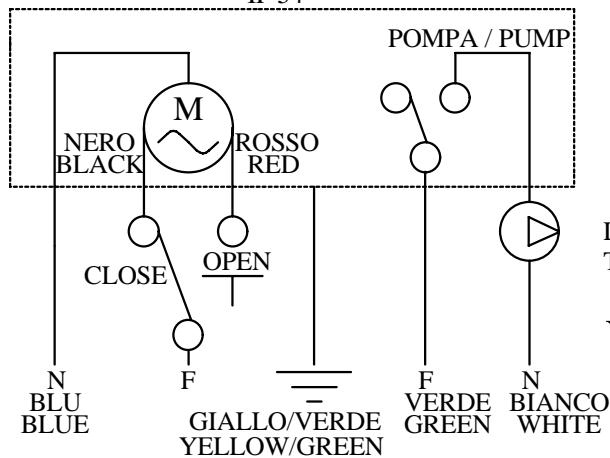 POMPA / PUMP
M
NERO
BLACK
ROSSO
RED
CLOSE
OPEN
N
BLU
BLUE
F
GIALLO/VERDE
YELLOW/GREEN
F
VERDE
GREEN
N
BIANCO
WHITE